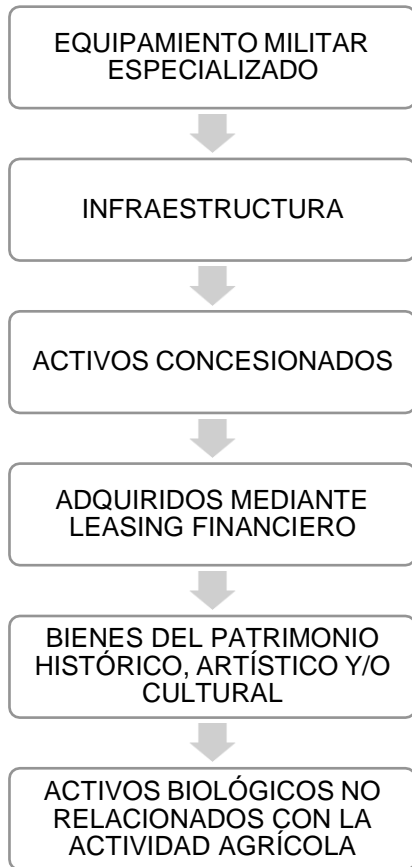 EQUIPAMIENTO MILITAR
ESPECIALIZADO
INFRAESTRUCTURA
ACTIVOS CONCESIONADOS
ADQUIRIDOS MEDIANTE
LEASING FINANCIERO
BIENES DEL PATRIMONIO
HISTÓRICO, ARTÍSTICO Y/O
CULTURAL
ACTIVOS BIOLÓGICOS NO
RELACIONADOS CON LA
ACTIVIDAD AGRÍCOLA